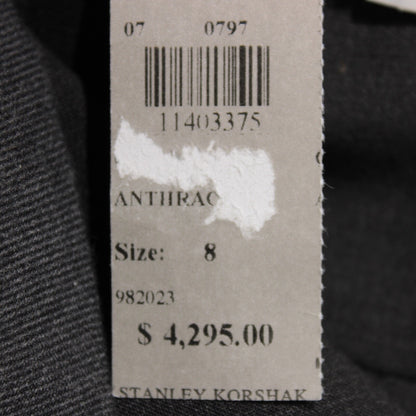 07 0797
11403375
ANTHRAC
Size: 8
982023
$ 4,295.00
STANLEY KORSHAK